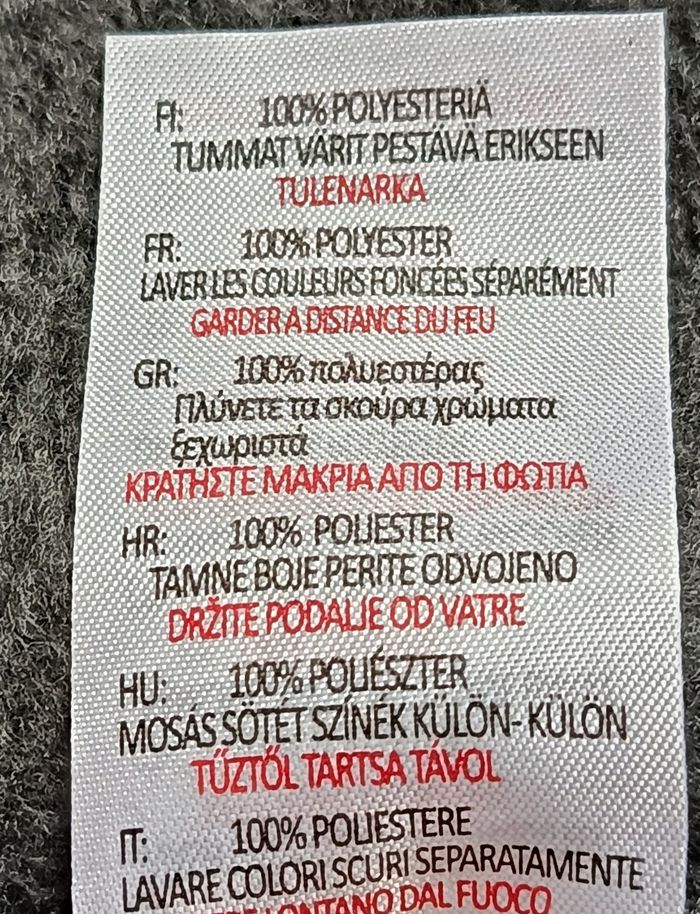 FI: 100% POLYESTERIÄ
TUMMAT VÄRIT PESTÄVÄ ERIKSEEN
TULENARKA
FR: 100% POLYESTER
LAVER LES COULEURS FONCÉES SÉPARÉMENT
GARDER A DISTANCE DU FEU
GR: 100% πολυεστέρας
Πλύνετε τα σκούρα χρώματα
ξεχωριστά
ΚΡΑΤΗΣΤΕ ΜΑΚΡΙΑ ΑΠΟ ΤΗ ΦΩΤΙΑ
HR: 100% POLIESTER
TAMNE BOJE PERITE ODVOJENO
DRŽITE PODALJE OD VATRE
HU: 100% POLIÉSZTER
MOSÁS SÖTÉT SZÍNEK KÜLÖN- KÜLÖN
TŰZTŐL TARTSA TÁVOL
IT: 100% POLIESTERE
LAVARE COLORI SCURI SEPARATAMENTE
LONTANO DAL FUOCO